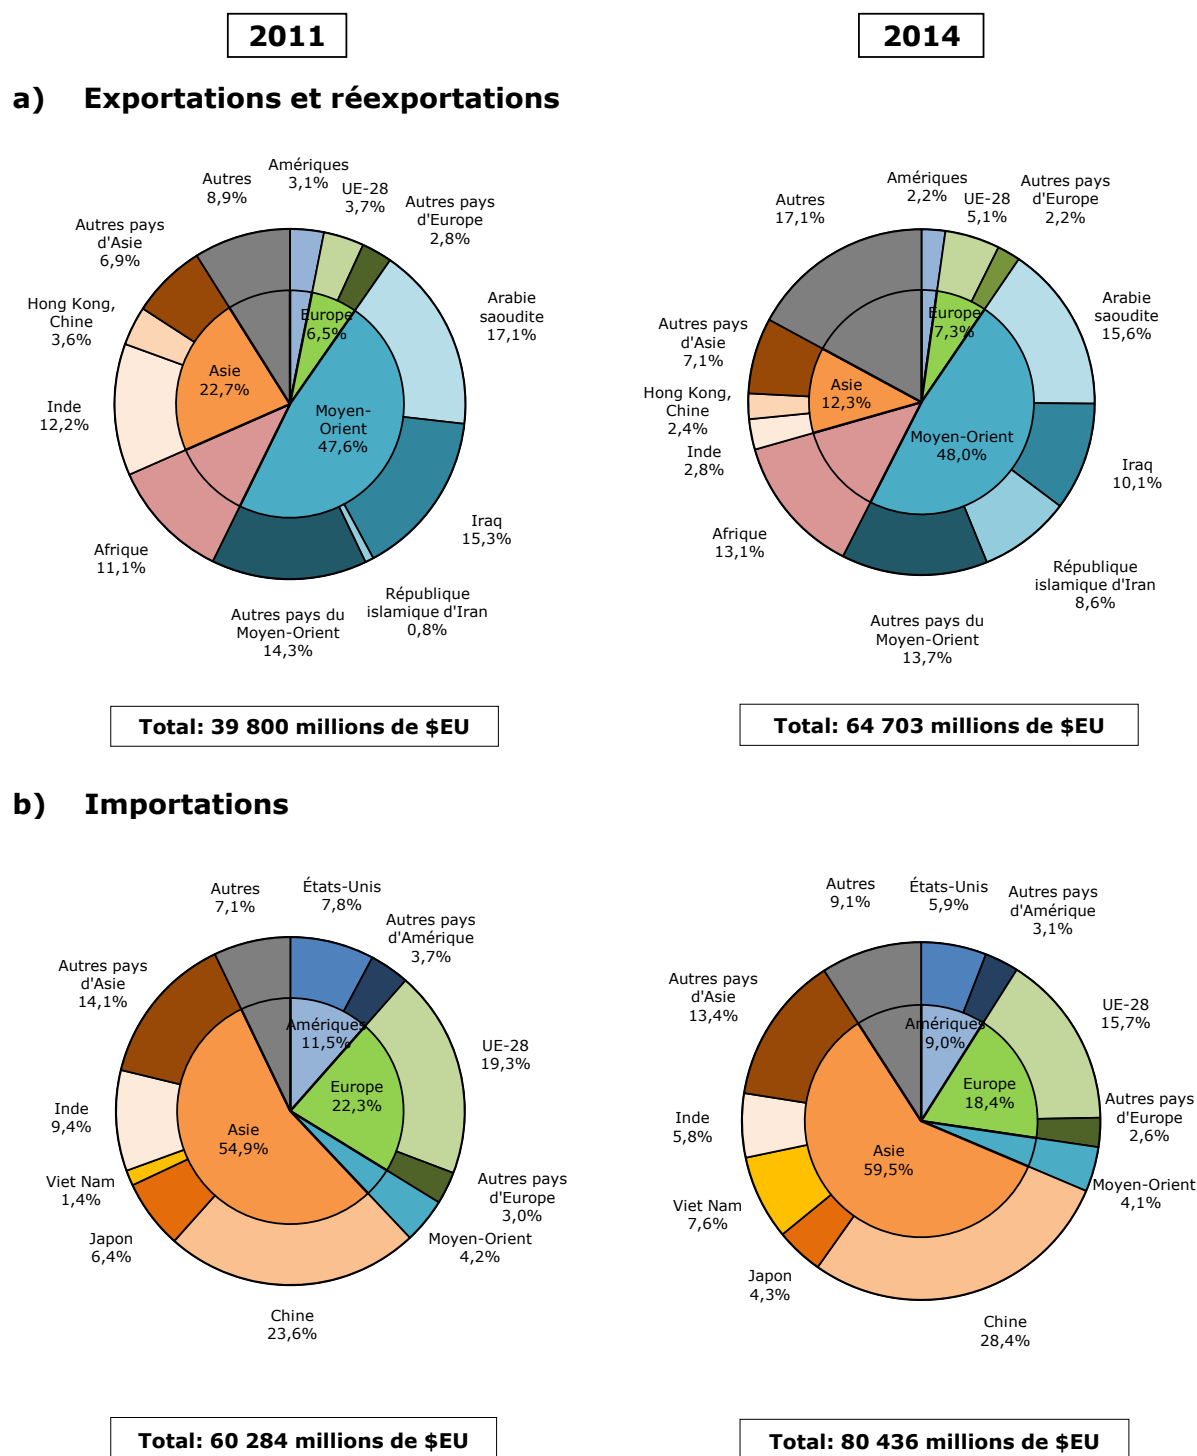 2011
2014
a) Exportations et réexportations
Amériques
3,1%
UE-28
3,7%
Autres pays
d'Europe
2,8%
Arabie
saoudite
17,1%
Iraq
15,3%
République
islamique d'Iran
0,8%
Autres pays du
Moyen-Orient
14,3%
Afrique
11,1%
Inde
12,2%
Hong Kong,
Chine
3,6%
Autres pays
d'Asie
6,9%
Autres
8,9%
Europe
6,5%
Moyen-
Orient
47,6%
Asie
22,7%
Total: 39 800 millions de $EU
Amériques
2,2%
UE-28
5,1%
Autres pays
d'Europe
2,2%
Arabie
saoudite
15,6%
Iraq
10,1%
République
islamique d'Iran
8,6%
Autres pays du
Moyen-Orient
13,7%
Afrique
13,1%
Inde
2,8%
Hong Kong,
Chine
2,4%
Autres pays
d'Asie
7,1%
Autres
17,1%
Europe
7,3%
Moyen-Orient
48,0%
Asie
12,3%
Total: 64 703 millions de $EU
b) Importations
États-Unis
7,8%
Autres pays
d'Amérique
3,7%
UE-28
19,3%
Autres pays
d'Europe
3,0%
Moyen-Orient
4,2%
Chine
23,6%
Japon
6,4%
Viet Nam
1,4%
Inde
9,4%
Autres pays
d'Asie
14,1%
Autres
7,1%
Amériques
11,5%
Europe
22,3%
Asie
54,9%
Total: 60 284 millions de $EU
États-Unis
5,9%
Autres pays
d'Amérique
3,1%
UE-28
15,7%
Autres pays
d'Europe
2,6%
Moyen-Orient
4,1%
Chine
28,4%
Japon
4,3%
Viet Nam
7,6%
Inde
5,8%
Autres pays
d'Asie
13,4%
Autres
9,1%
Amériques
9,0%
Europe
18,4%
Asie
59,5%
Total: 80 436 millions de $EU